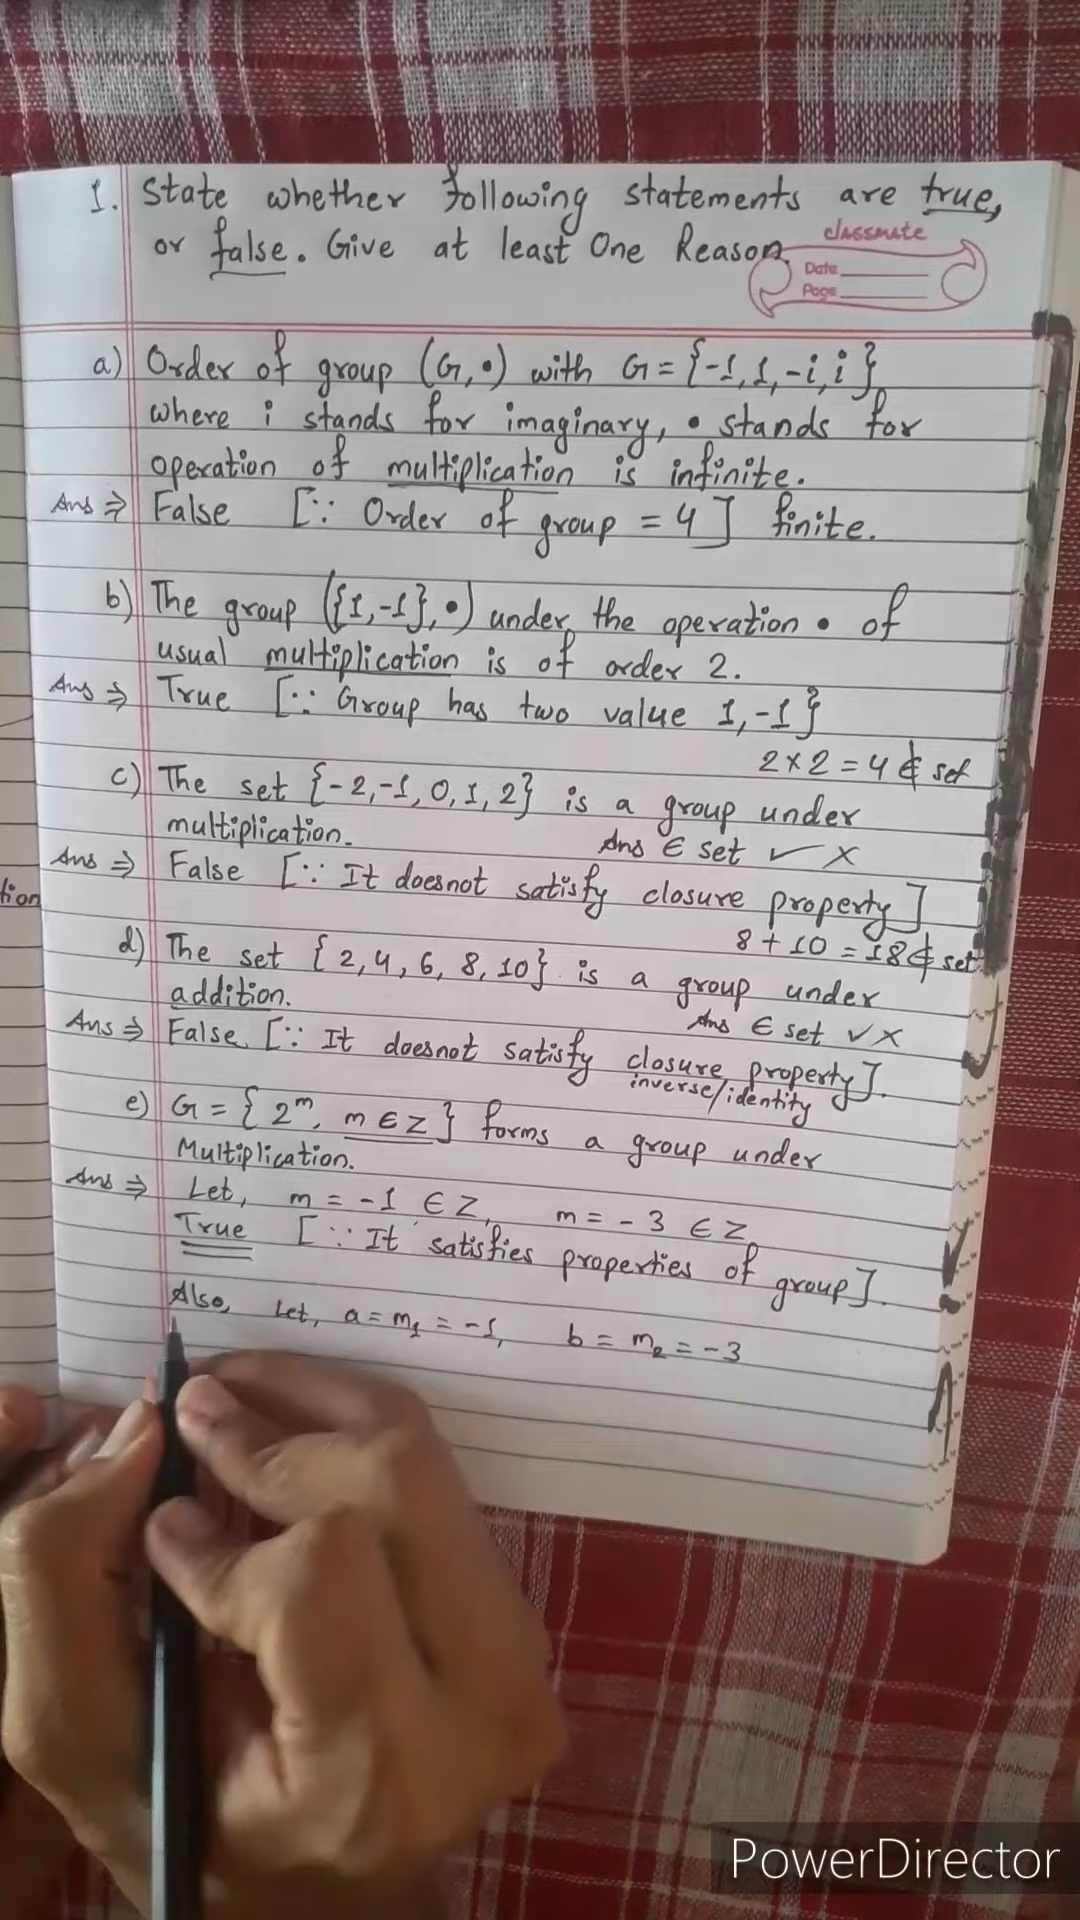 1. State whether following statements are true,
or false. Give at least One Reason.
classmate
Date
Page
a) Order of group (G, •) with G = {-1, 1, -i, i}
where i stands for imaginary, • stands for
operation of multiplication is infinite.
Ans ⇒ False [∵ Order of group = 4] finite.
b) The group ({1,-1}, •) under the operation • of
usual multiplication is of order 2.
Ans ⇒ True [∵ Group has two value 1, -1}
2 × 2 = 4 ∉ set
c) The set {-2, -1, 0, 1, 2} is a group under
multiplication.
Ans ∈ set ✓ ×
Ans ⇒ False [∵ It doesnot satisfy closure property]
tion
8 + 10 = 18 ∉ set
d) The set {2, 4, 6, 8, 10} is a group under
addition.
Ans ∈ set ✓ ×
Ans ⇒ False [∵ It doesnot satisfy closure property].
inverse/identity
e) G = {2^m, m ∈ Z} forms a group under
Multiplication.
Ans ⇒ Let, m = -1 ∈ Z, m = -3 ∈ Z
True [∵ It satisfies properties of group].
Also, Let, a = m₁ = -1, b = m₂ = -3
PowerDirector